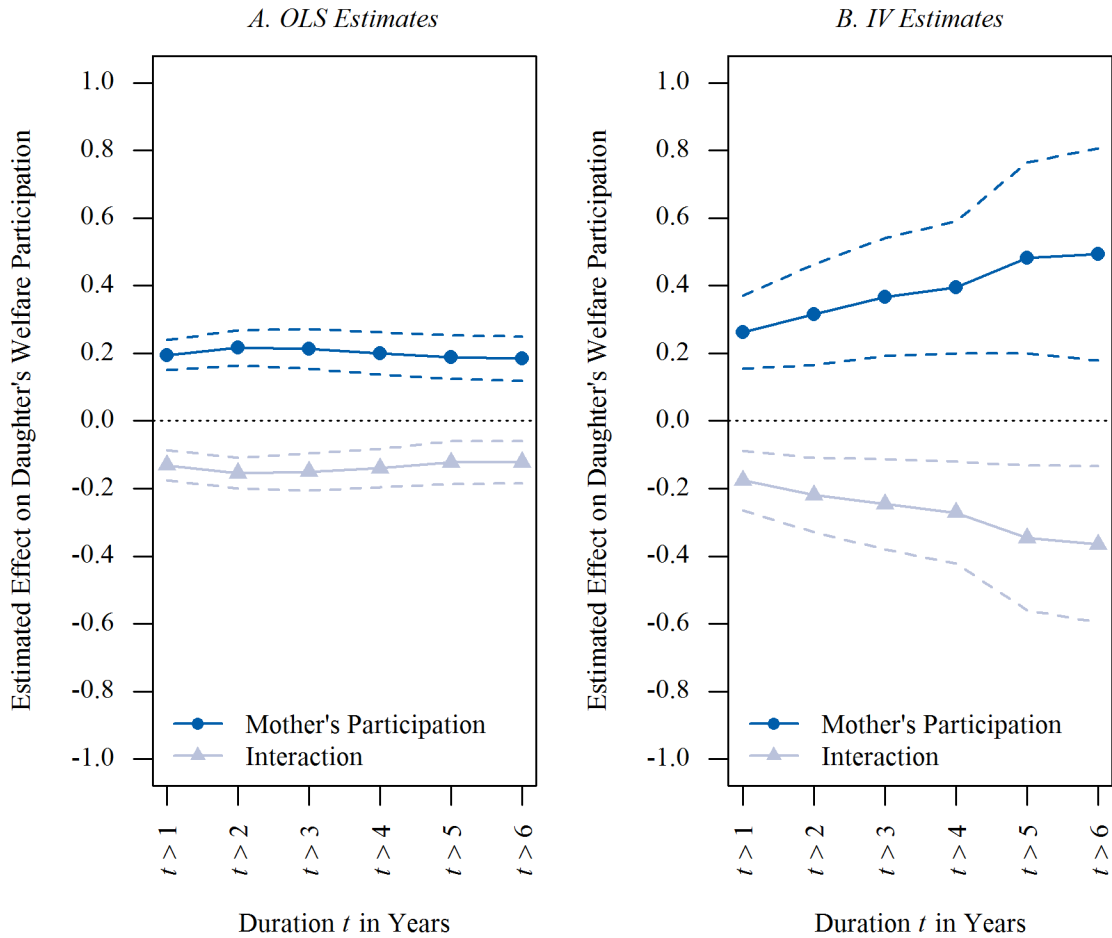 A. OLS Estimates
Estimated Effect on Daughter's Welfare Participation
1.0
0.8
0.6
0.4
0.2
0.0
-0.2
-0.4
-0.6
-0.8
-1.0
Mother's Participation
Interaction
t > 1
t > 2
t > 3
t > 4
t > 5
t > 6
Duration t in Years
B. IV Estimates
Estimated Effect on Daughter's Welfare Participation
1.0
0.8
0.6
0.4
0.2
0.0
-0.2
-0.4
-0.6
-0.8
-1.0
Mother's Participation
Interaction
t > 1
t > 2
t > 3
t > 4
t > 5
t > 6
Duration t in Years